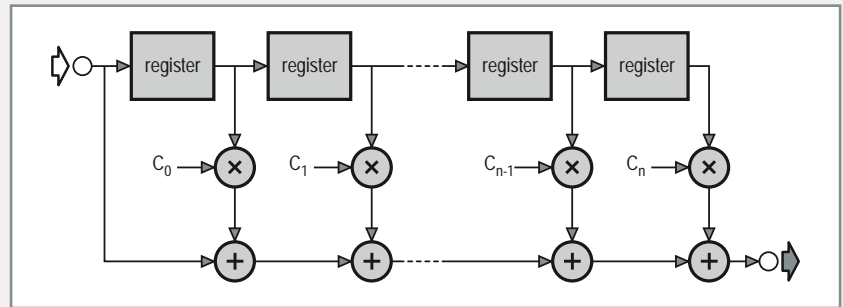 register register register register
C0 C1 Cn-1 Cn
× × × ×
+ + + +